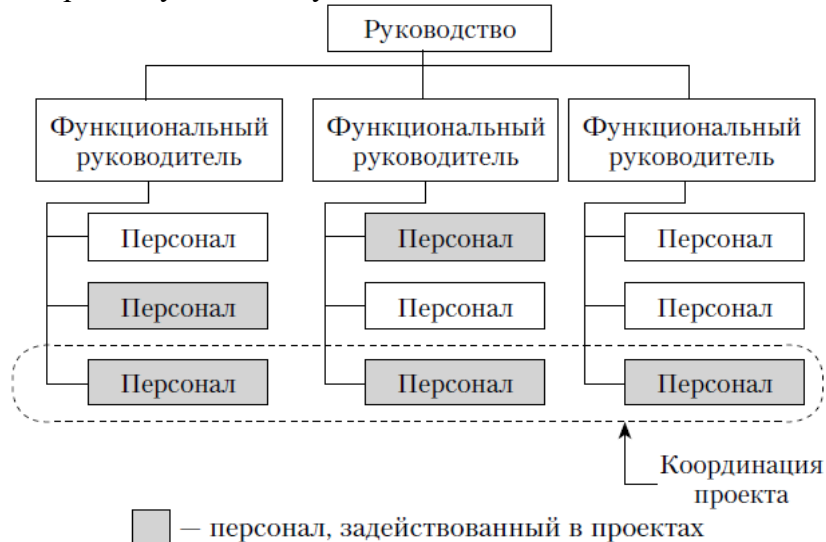 Руководство
Функциональный
руководитель
Функциональный
руководитель
Функциональный
руководитель
Персонал
Персонал
Персонал
Персонал
Персонал
Персонал
Персонал
Персонал
Персонал
Координация
проекта
— персонал, задействованный в проектах